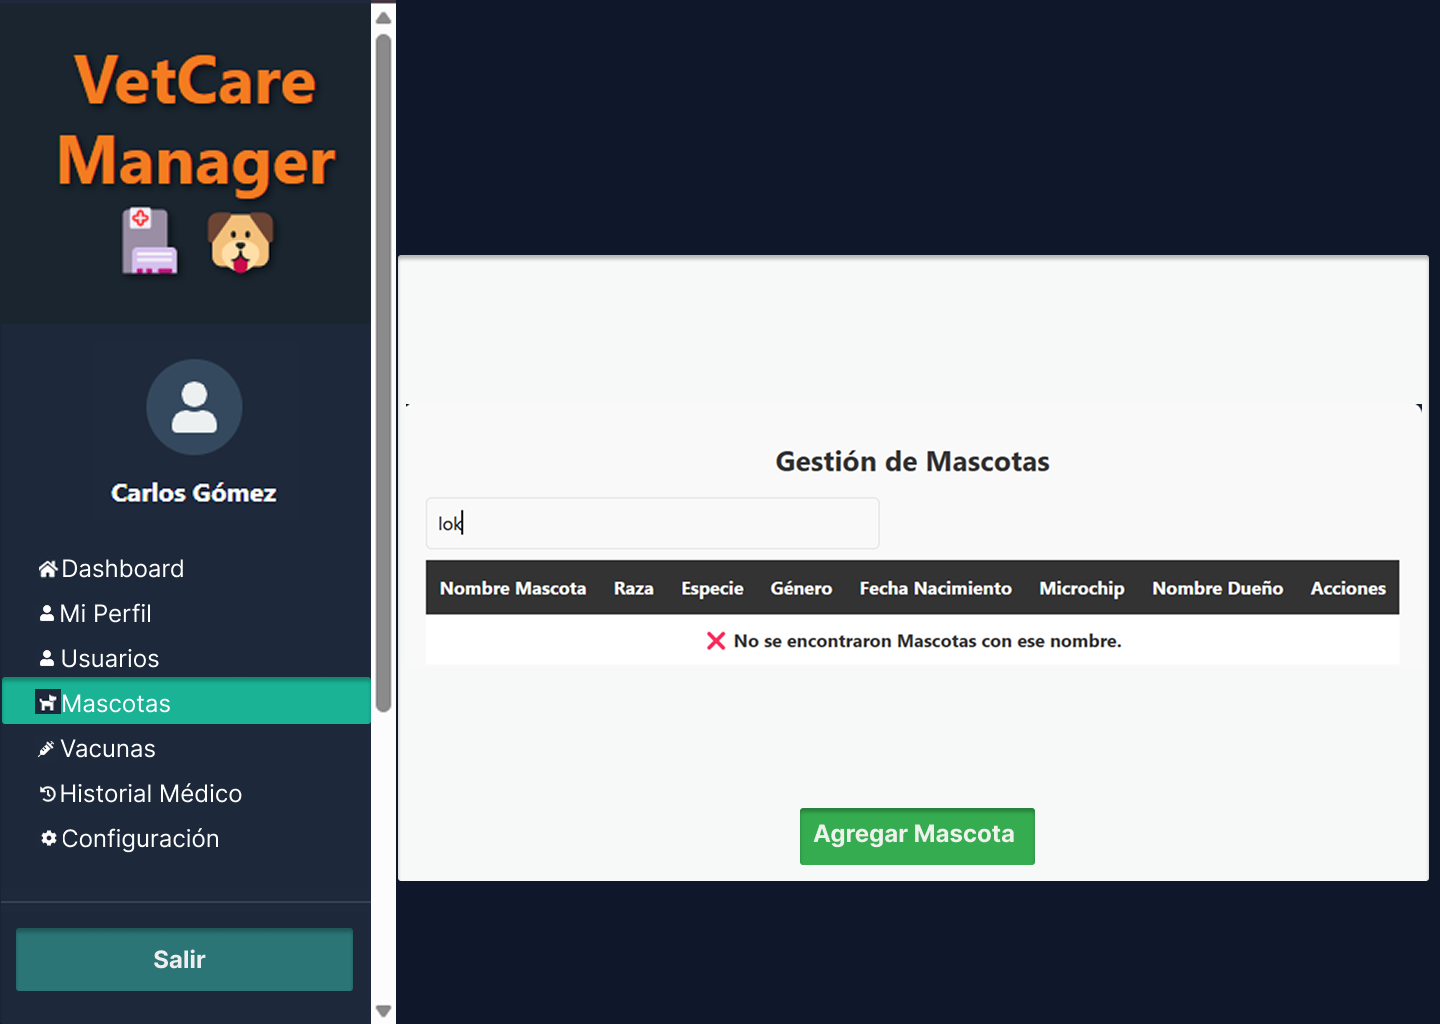 VetCare
Manager
Carlos Gómez
Dashboard
Mi Perfil
Usuarios
Mascotas
Vacunas
Historial Médico
Configuración
Salir
Gestión de Mascotas
lok
Nombre Mascota Raza Especie Género Fecha Nacimiento Microchip Nombre Dueño Acciones
❌ No se encontraron Mascotas con ese nombre.
Agregar Mascota